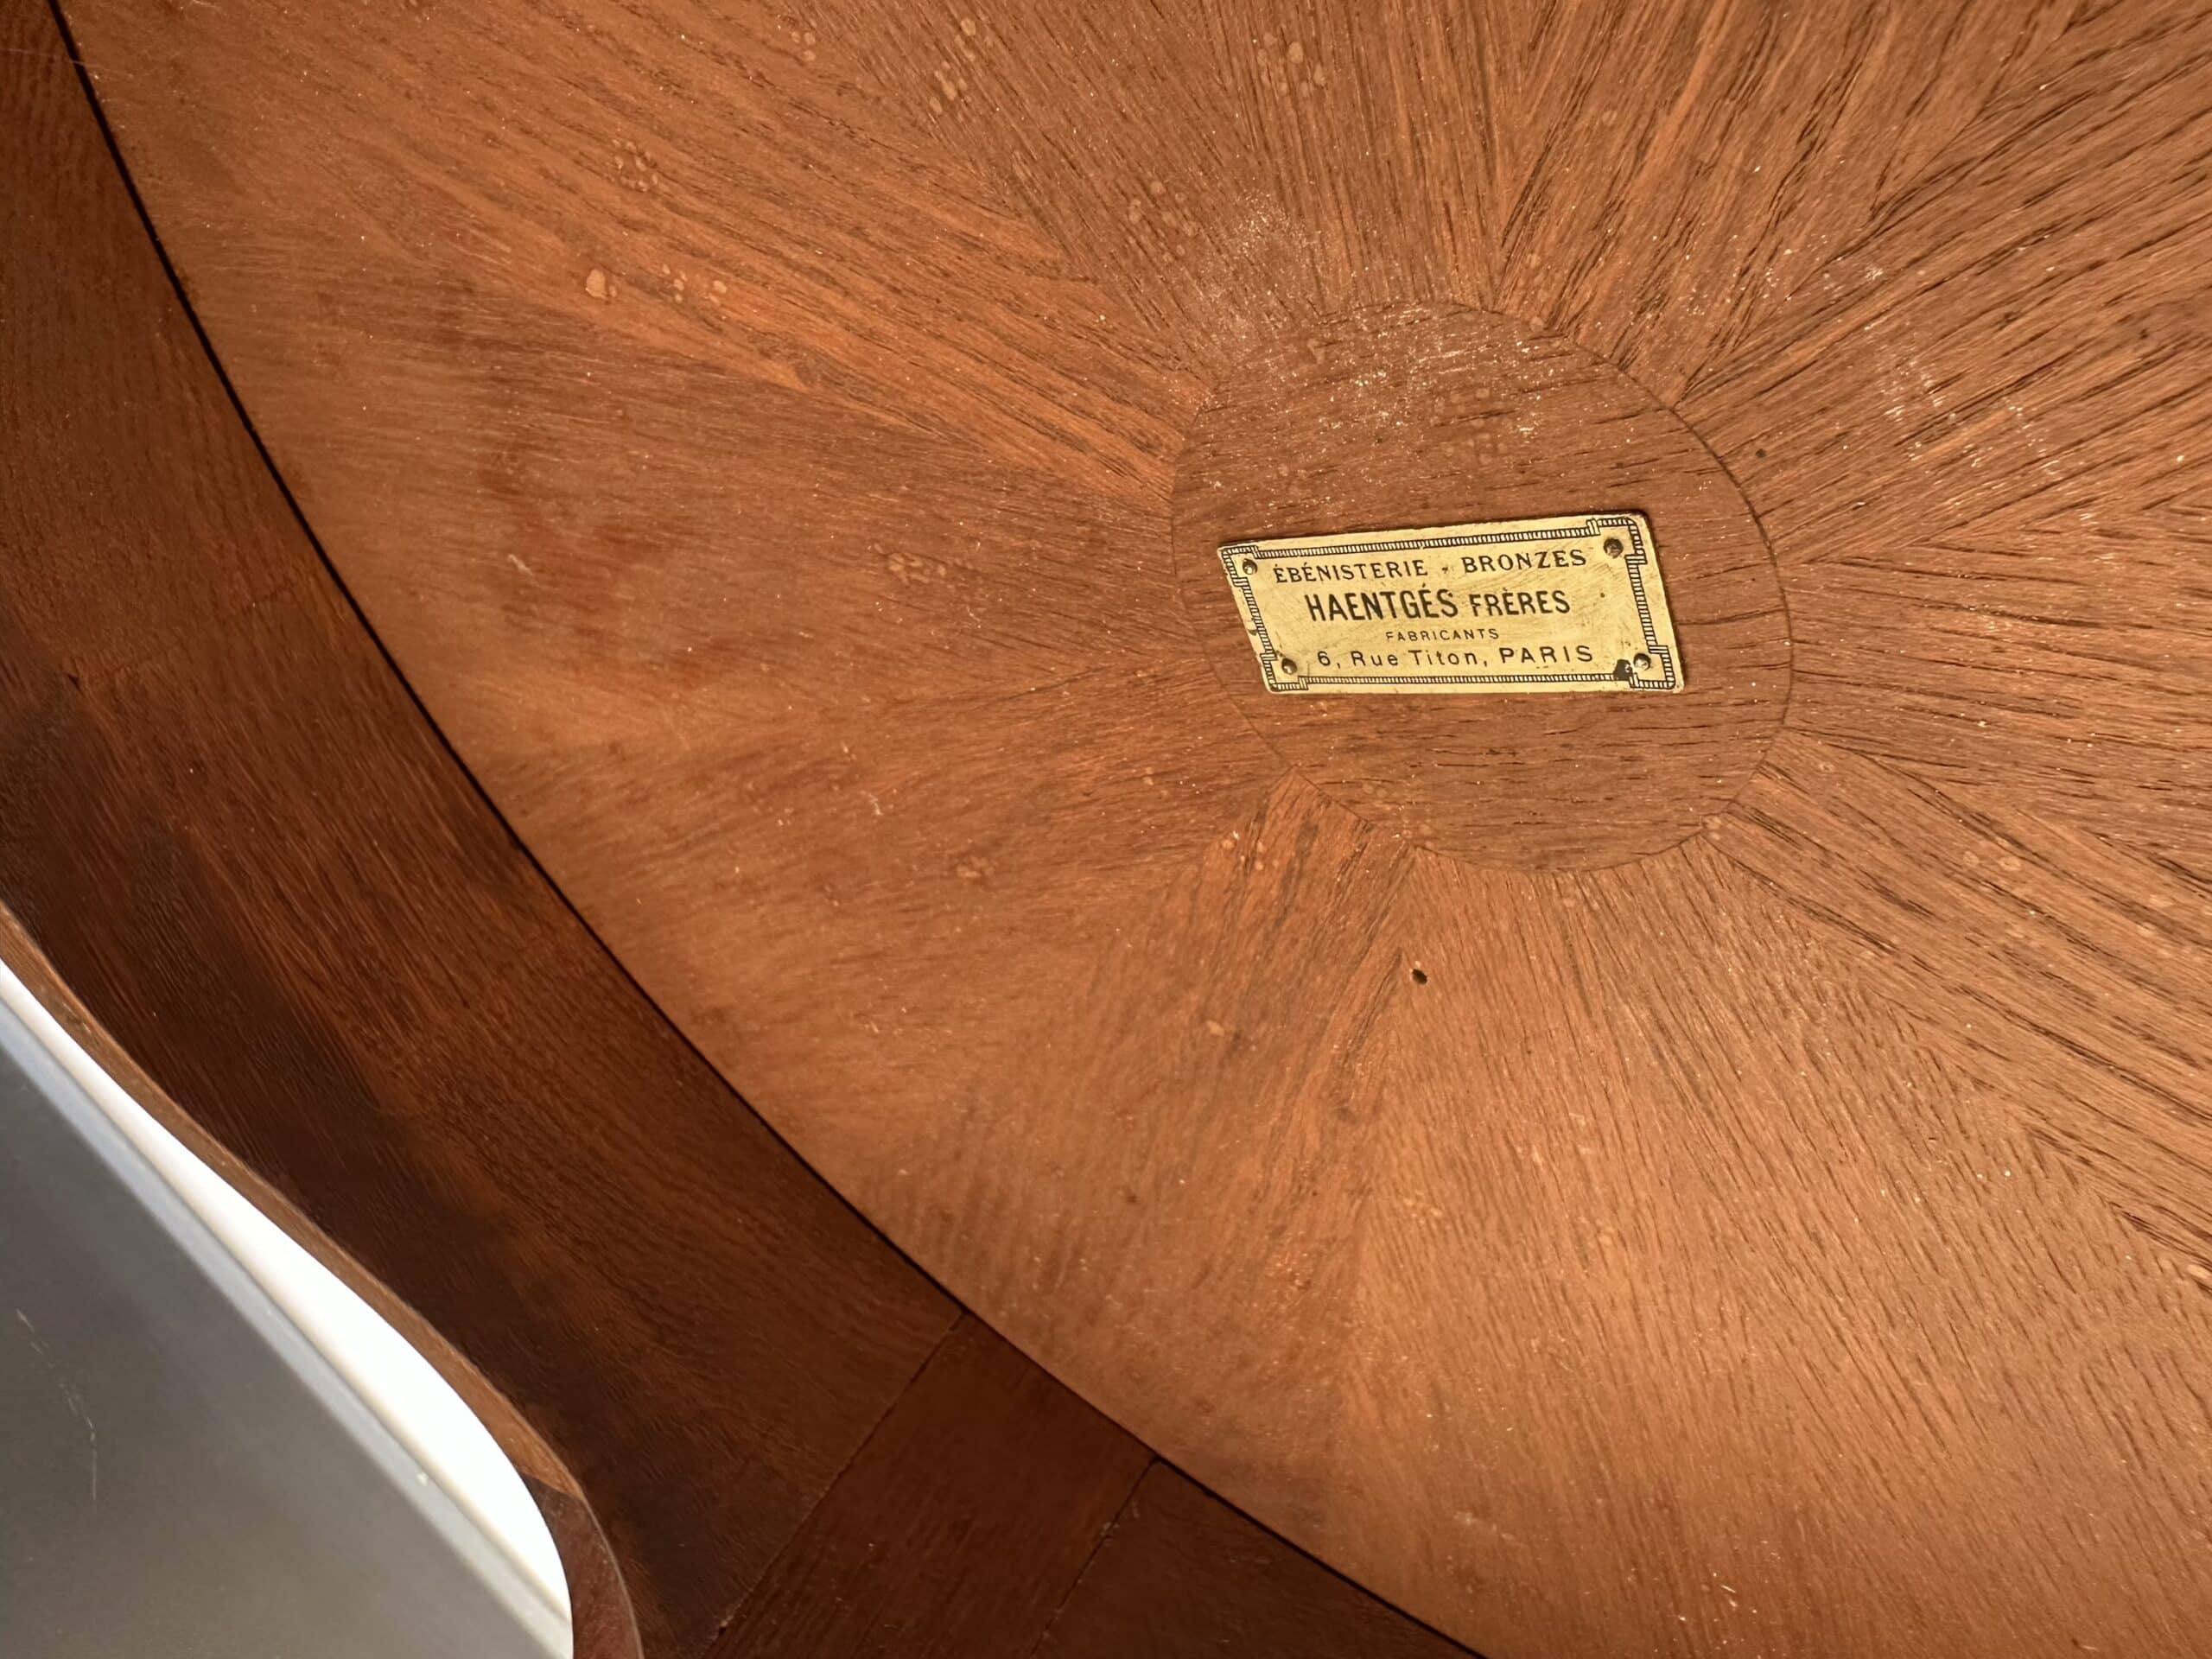 ÉBÉNISTERIE - BRONZES
HAENTGÉS FRÈRES
FABRICANTS
6, Rue Titon, PARIS